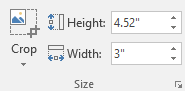 Height: 4.52"
Crop
Width: 3"
Size